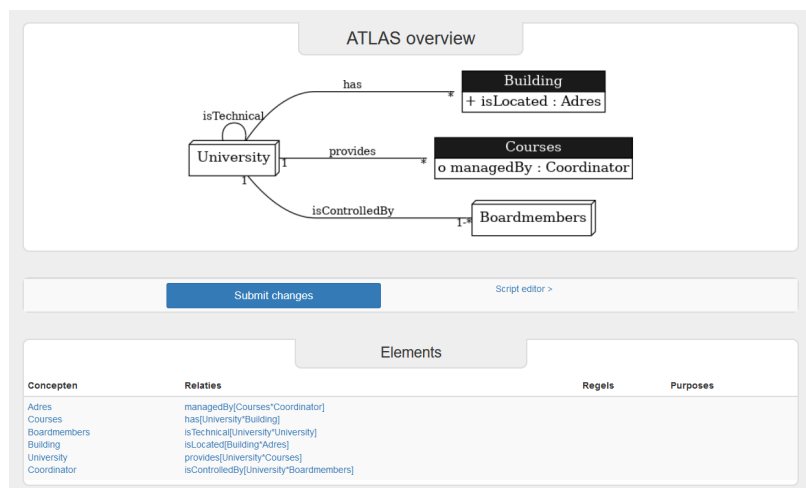 ATLAS overview
has
*
Building
+ isLocated : Adres
isTechnical
University
1
provides
*
Courses
o managedBy : Coordinator
1
isControlledBy
1-*
Boardmembers
Submit changes
Script editor >
Elements
Concepten Relaties Regels Purposes
Adres managedBy[Courses*Coordinator]
Courses has[University*Building]
Boardmembers isTechnical[University*University]
Building isLocated[Building*Adres]
University provides[University*Courses]
Coordinator isControlledBy[University*Boardmembers]